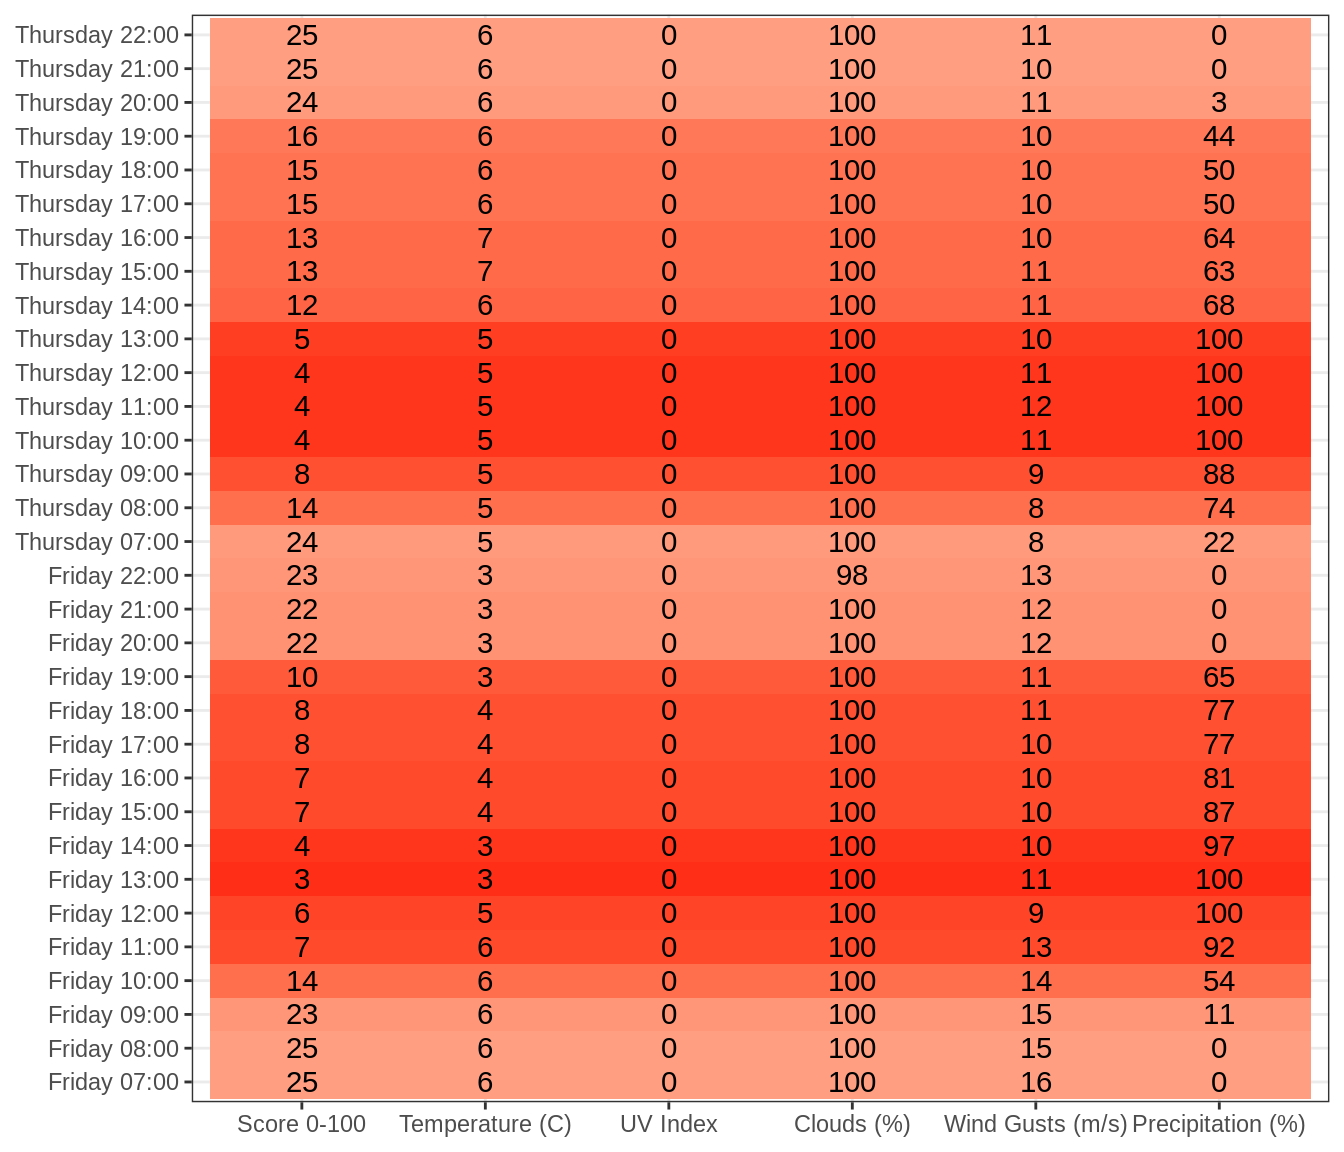 Thursday 22:00 25 6 0 100 11 0
Thursday 21:00 25 6 0 100 10 0
Thursday 20:00 24 6 0 100 11 3
Thursday 19:00 16 6 0 100 10 44
Thursday 18:00 15 6 0 100 10 50
Thursday 17:00 15 6 0 100 10 50
Thursday 16:00 13 7 0 100 10 64
Thursday 15:00 13 7 0 100 11 63
Thursday 14:00 12 6 0 100 11 68
Thursday 13:00 5 5 0 100 10 100
Thursday 12:00 4 5 0 100 11 100
Thursday 11:00 4 5 0 100 12 100
Thursday 10:00 4 5 0 100 11 100
Thursday 09:00 8 5 0 100 9 88
Thursday 08:00 14 5 0 100 8 74
Thursday 07:00 24 5 0 100 8 22
Friday 22:00 23 3 0 98 13 0
Friday 21:00 22 3 0 100 12 0
Friday 20:00 22 3 0 100 12 0
Friday 19:00 10 3 0 100 11 65
Friday 18:00 8 4 0 100 11 77
Friday 17:00 8 4 0 100 10 77
Friday 16:00 7 4 0 100 10 81
Friday 15:00 7 4 0 100 10 87
Friday 14:00 4 3 0 100 10 97
Friday 13:00 3 3 0 100 11 100
Friday 12:00 6 5 0 100 9 100
Friday 11:00 7 6 0 100 13 92
Friday 10:00 14 6 0 100 14 54
Friday 09:00 23 6 0 100 15 11
Friday 08:00 25 6 0 100 15 0
Friday 07:00 25 6 0 100 16 0
Score 0-100 Temperature (C) UV Index Clouds (%) Wind Gusts (m/s) Precipitation (%)